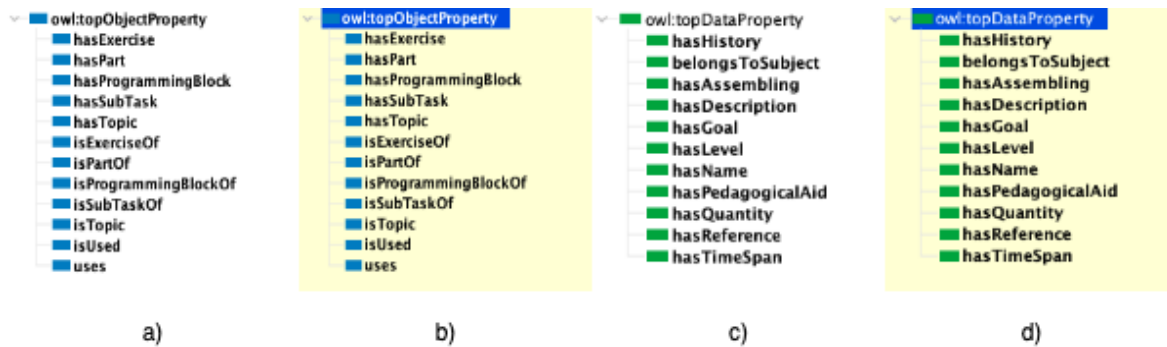 owl:topObjectProperty
hasExercise
hasPart
hasProgrammingBlock
hasSubTask
hasTopic
isExerciseOf
isPartOf
isProgrammingBlockOf
isSubTaskOf
isTopic
isUsed
uses
a)
owl:topObjectProperty
hasExercise
hasPart
hasProgrammingBlock
hasSubTask
hasTopic
isExerciseOf
isPartOf
isProgrammingBlockOf
isSubTaskOf
isTopic
isUsed
uses
b)
owl:topDataProperty
hasHistory
belongsToSubject
hasAssembling
hasDescription
hasGoal
hasLevel
hasName
hasPedagogicalAid
hasQuantity
hasReference
hasTimeSpan
c)
owl:topDataProperty
hasHistory
belongsToSubject
hasAssembling
hasDescription
hasGoal
hasLevel
hasName
hasPedagogicalAid
hasQuantity
hasReference
hasTimeSpan
d)